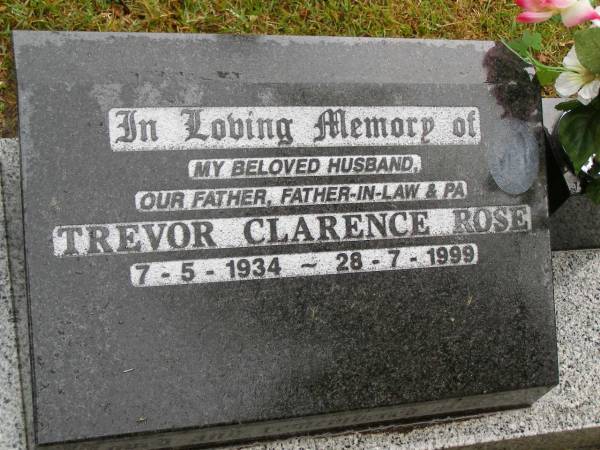 In Loving Memory of
MY BELOVED HUSBAND,
OUR FATHER, FATHER-IN-LAW & PA
TREVOR CLARENCE ROSE
7 - 5 - 1934 ~ 28 - 7 - 1999